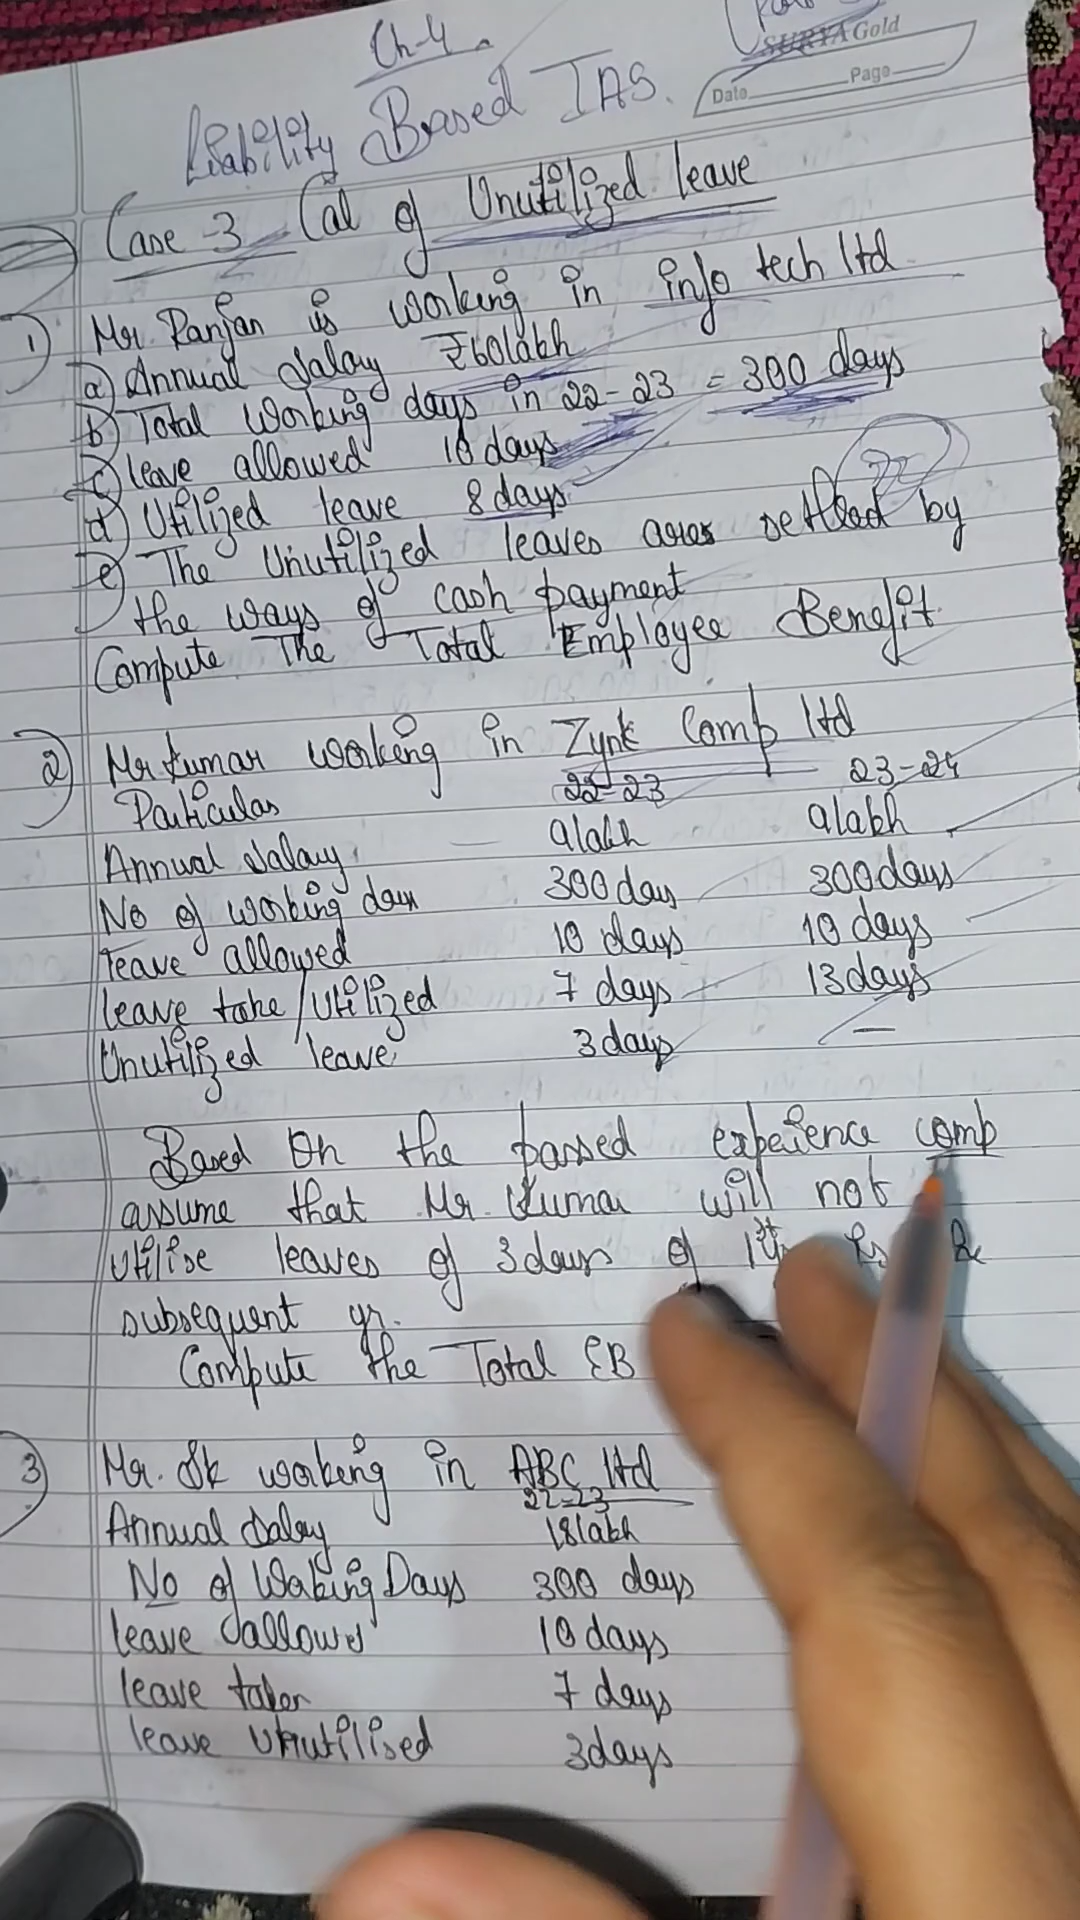 Ch-4
SURYA Gold
Date Page
Liability Based IAS.
Case -3 Cal of Unutilized leave
1) Mr. Ranjan is working in info tech ltd
a) Annual Salary ₹60lakh
b) Total working days in 22-23 = 300 days
c) leave allowed 10 days
d) Utilized leave 8 days
e) The Unutilized leaves are settled by
the ways of cash payment
Compute The Total Employee Benefit.
2) Mr Kumar working in Zynk Comp ltd
Particulas 22-23 23-24
Annual Salary 9lakh 9lakh
No of working days 300 days 300 days
leave allowed 10 days 10 days
leave take/Utilized 7 days 13 days
Unutilized leave 3 days —
Based On the passed expeience comp
assume that Mr. Kumar will not
Utilise leaves of 3 days of 1st
subsequent yr.
Compute the Total EB
3) Mr. Sk working in ABC ltd
22-23
Annual Salary 18lakh
No of Waking Days 300 days
leave allowed 10 days
leave taken 7 days
leave Unutilised 3 days